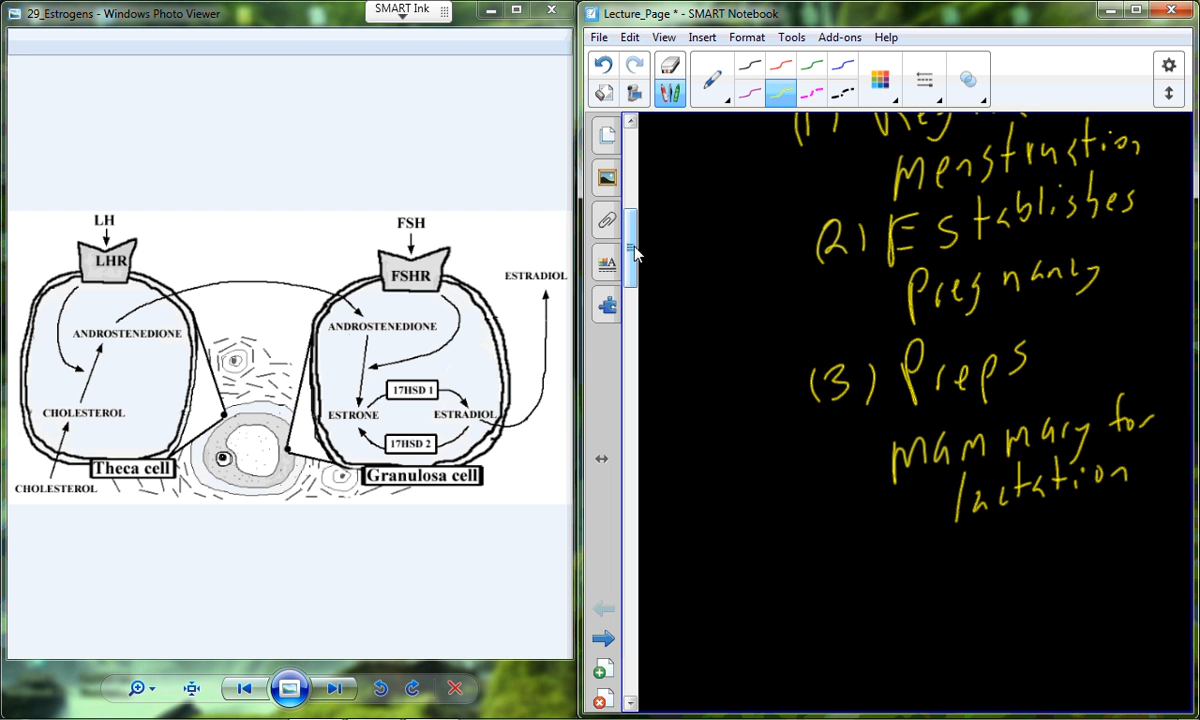 29_Estrogens - Windows Photo Viewer
SMART Ink
Lecture_Page * - SMART Notebook
File Edit View Insert Format Tools Add-ons Help
LH
LHR
ANDROSTENEDIONE
CHOLESTEROL
CHOLESTEROL
Theca cell
FSH
FSHR
ESTRADIOL
ANDROSTENEDIONE
17HSD 1
ESTRONE
ESTRADIOL
17HSD 2
Granulosa cell
(1)
Menstruation
(2) Establishes
Pregnancy
(3) Preps
mammary for
lactation